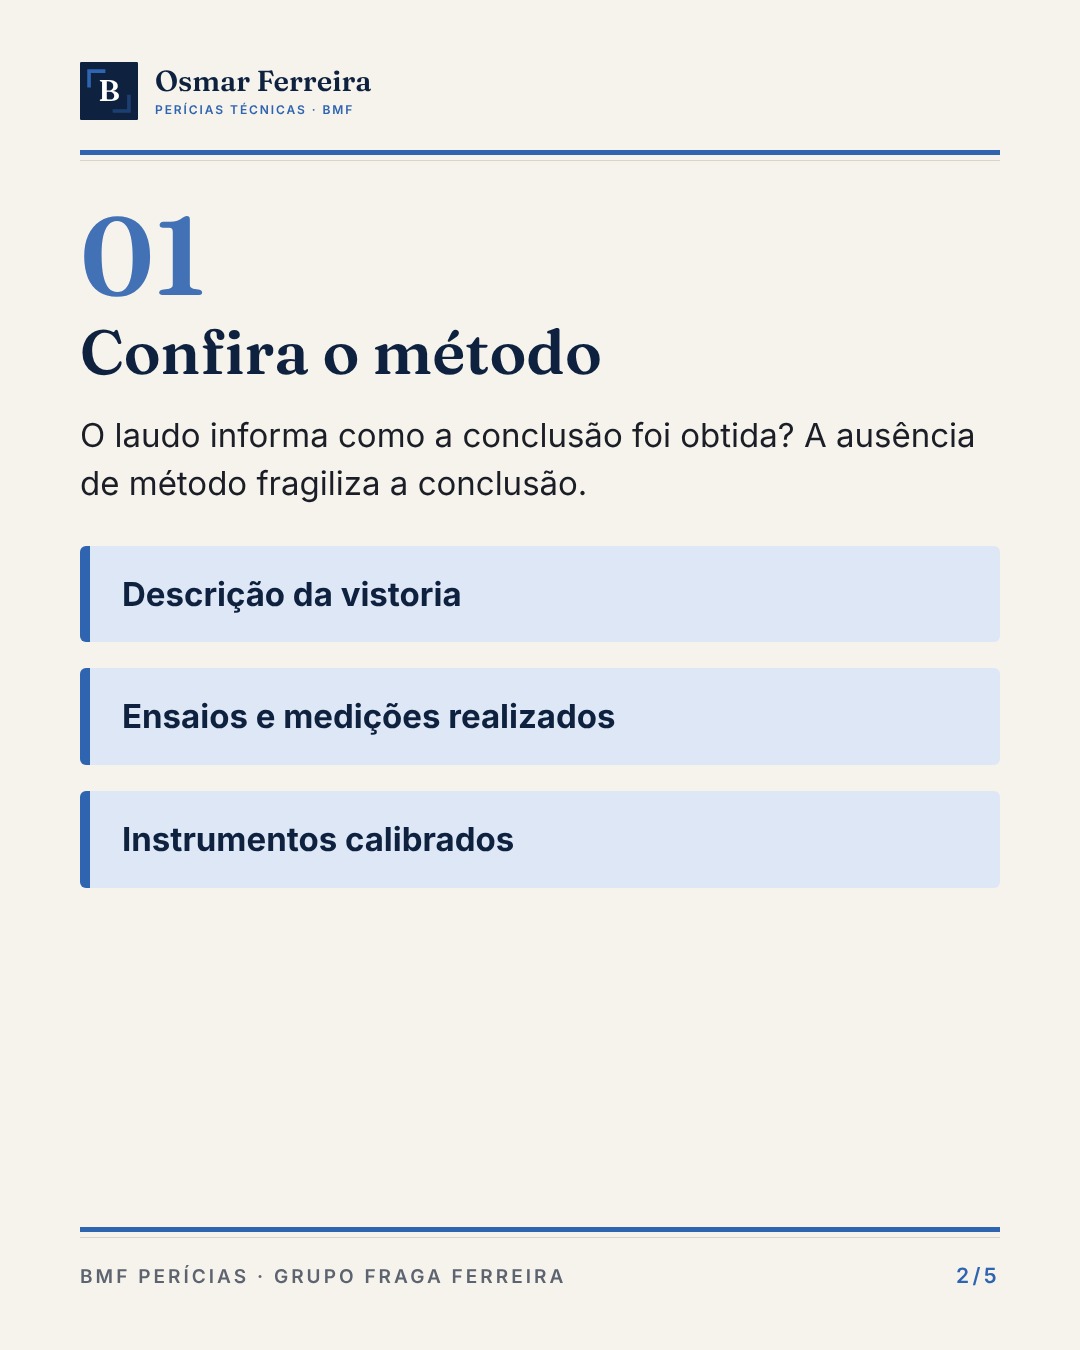 B
Osmar Ferreira
PERÍCIAS TÉCNICAS · BMF
01
Confira o método
O laudo informa como a conclusão foi obtida? A ausência
de método fragiliza a conclusão.
Descrição da vistoria
Ensaios e medições realizados
Instrumentos calibrados
BMF PERÍCIAS · GRUPO FRAGA FERREIRA
2/5